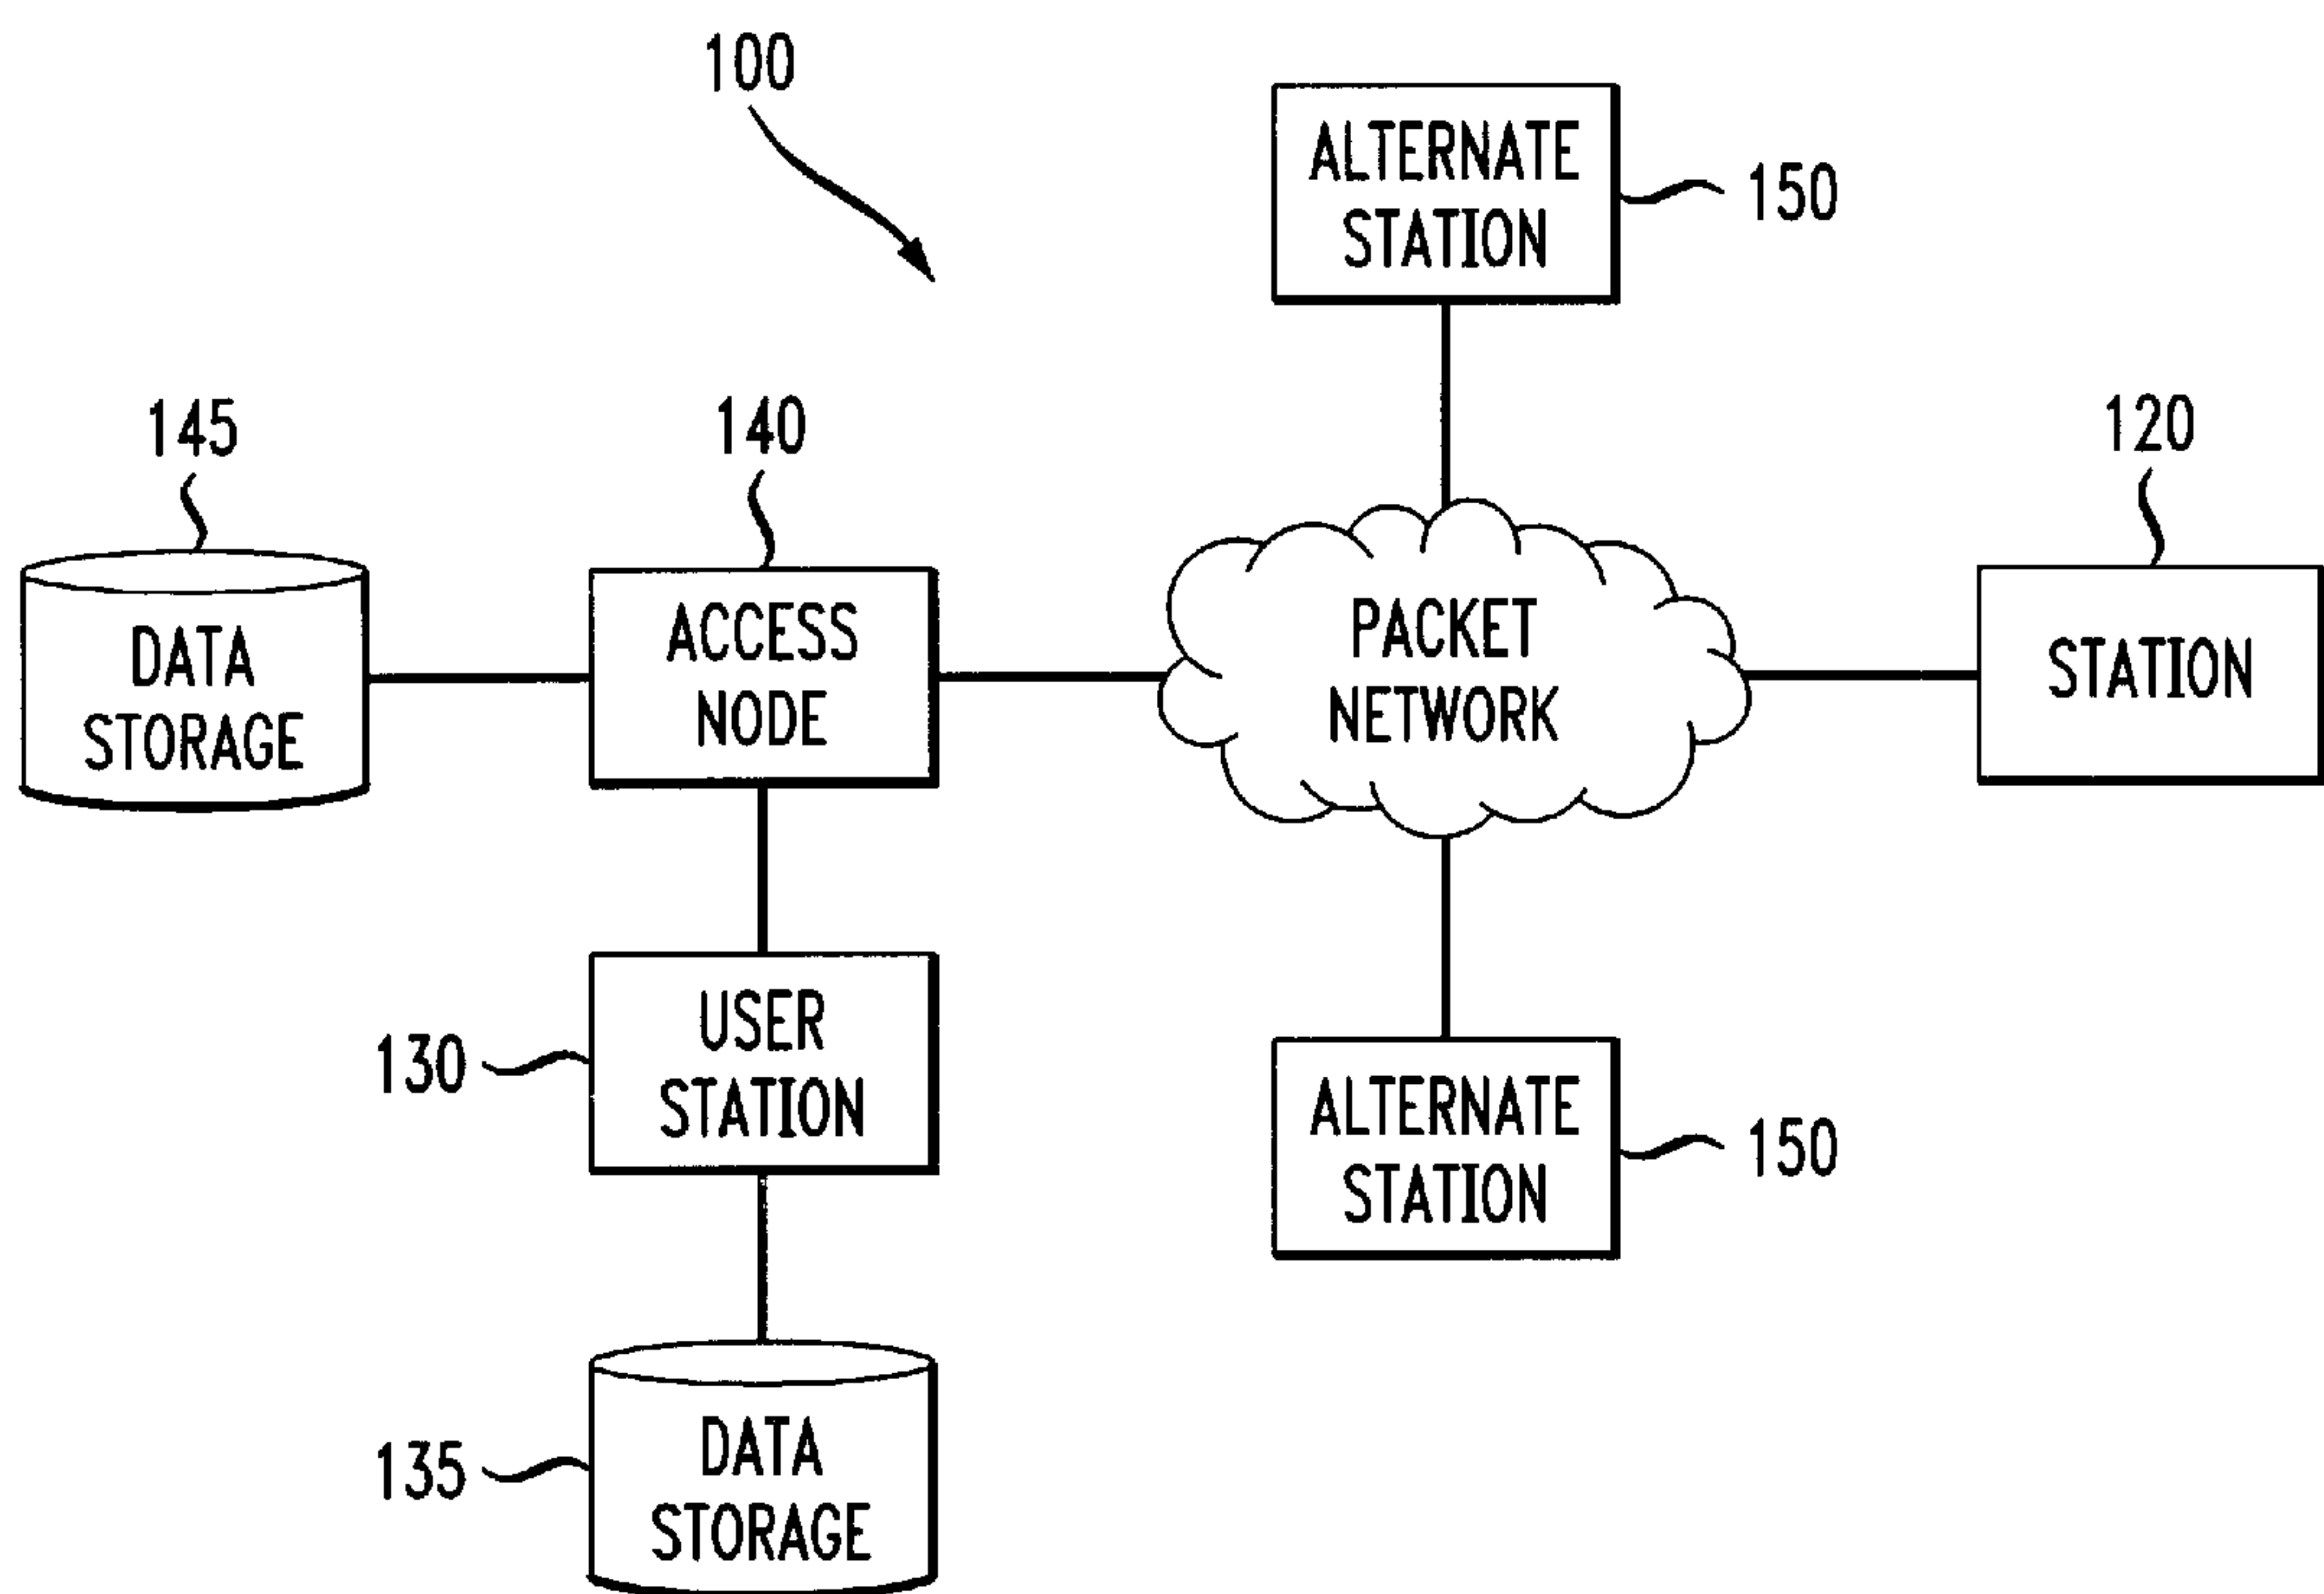 100
ALTERNATE
STATION
150
145
140
120
DATA
STORAGE
ACCESS
NODE
PACKET
NETWORK
STATION
130
USER
STATION
ALTERNATE
STATION
150
135
DATA
STORAGE